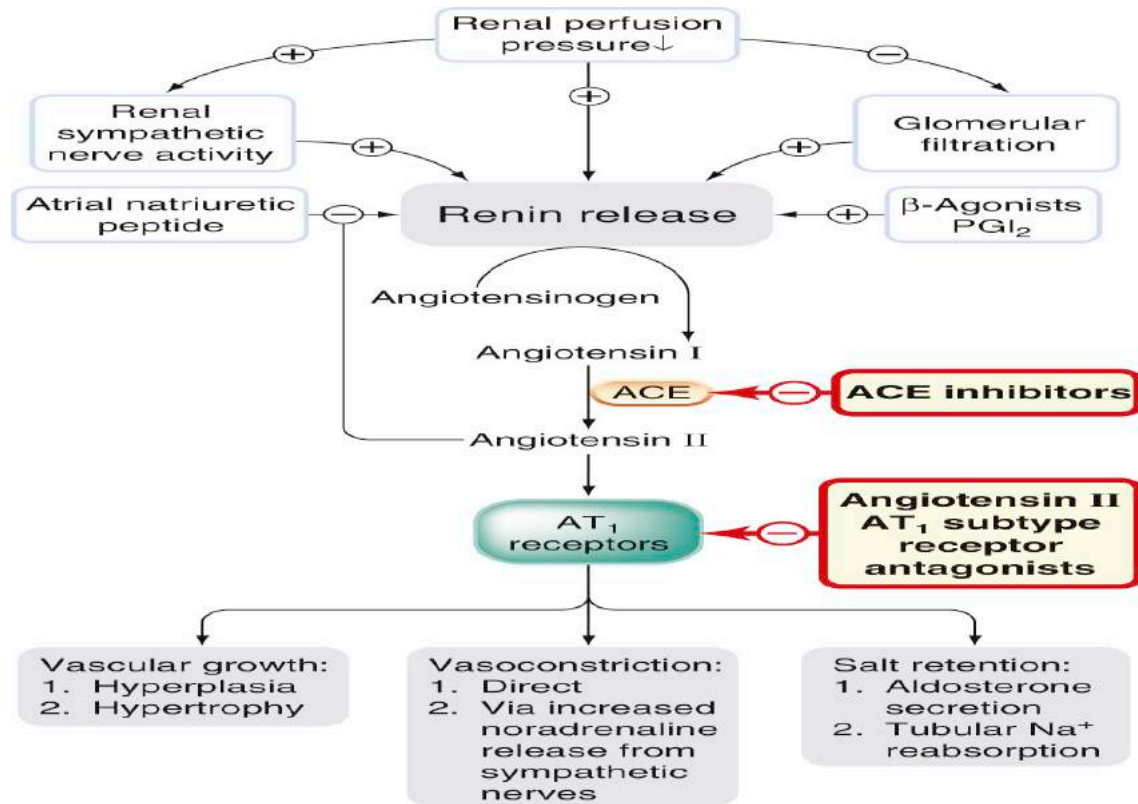 Renal perfusion
pressure↓
+
+
−
Renal
sympathetic
nerve activity
+
Glomerular
filtration
+
Atrial natriuretic
peptide
−
Renin release
+
β-Agonists
PGI₂
Angiotensinogen
Angiotensin I
ACE
−
ACE inhibitors
Angiotensin II
AT₁
receptors
−
Angiotensin II
AT₁ subtype
receptor
antagonists
Vascular growth:
1. Hyperplasia
2. Hypertrophy
Vasoconstriction:
1. Direct
2. Via increased
noradrenaline
release from
sympathetic
nerves
Salt retention:
1. Aldosterone
secretion
2. Tubular Na⁺
reabsorption